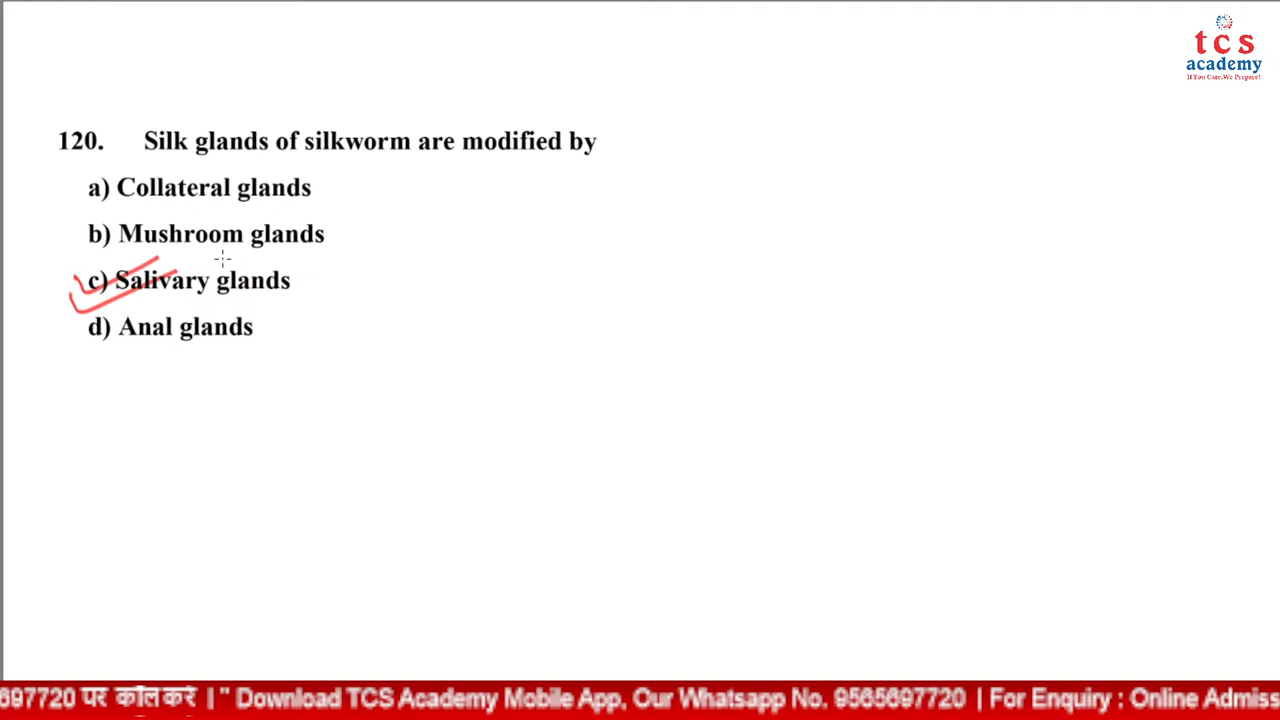 tcs
academy
If You Care,We Prepare!
120. Silk glands of silkworm are modified by
a) Collateral glands
b) Mushroom glands
c) Salivary glands
d) Anal glands
697720 पर कॉल करें | " Download TCS Academy Mobile App, Our Whatsapp No. 9565697720 | For Enquiry : Online Admiss